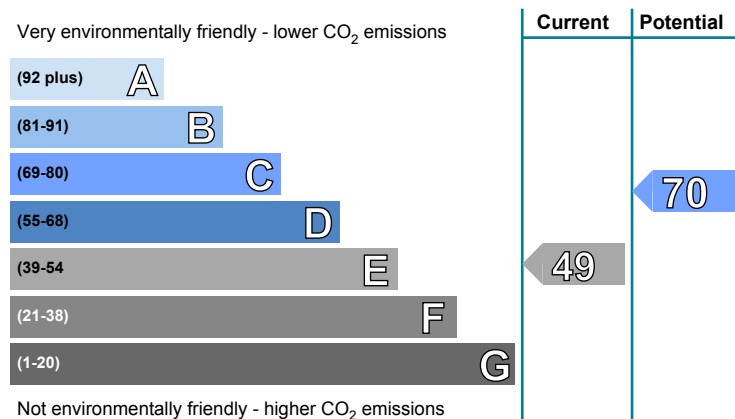 Very environmentally friendly - lower CO₂ emissions
Current
Potential
(92 plus) A
(81-91) B
(69-80) C
(55-68) D
(39-54 E
(21-38) F
(1-20) G
49
70
Not environmentally friendly - higher CO₂ emissions